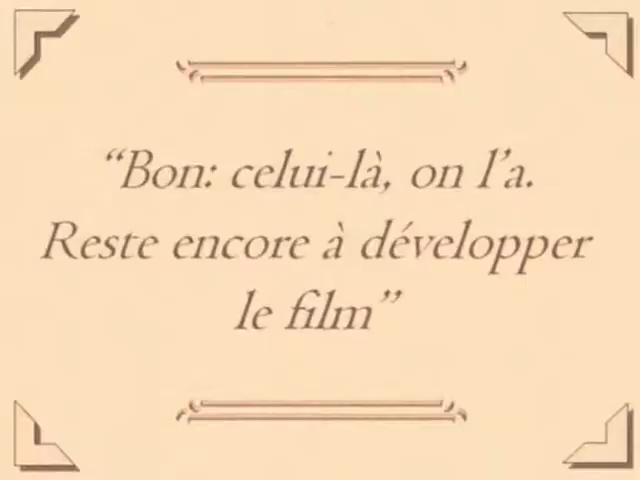 “Bon: celui-là, on l’a.
Reste encore à développer
le film”